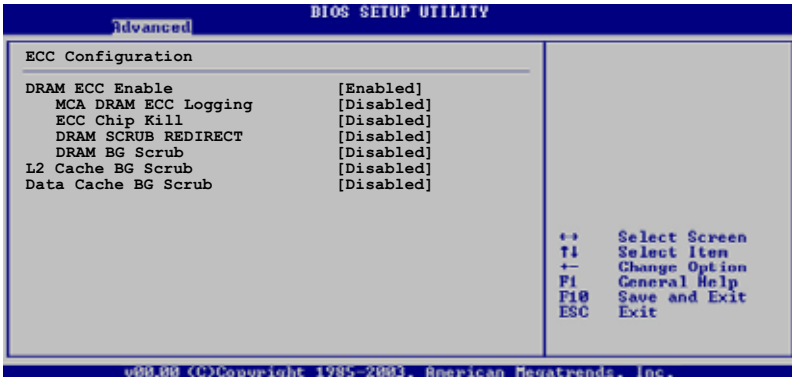 BIOS SETUP UTILITY
Advanced
ECC Configuration
DRAM ECC Enable [Enabled]
MCA DRAM ECC Logging [Disabled]
ECC Chip Kill [Disabled]
DRAM SCRUB REDIRECT [Disabled]
DRAM BG Scrub [Disabled]
L2 Cache BG Scrub [Disabled]
Data Cache BG Scrub [Disabled]
↔ Select Screen
↑↓ Select Item
+- Change Option
F1 General Help
F10 Save and Exit
ESC Exit
v00.00 (C)Copyright 1985-2003, American Megatrends, Inc.